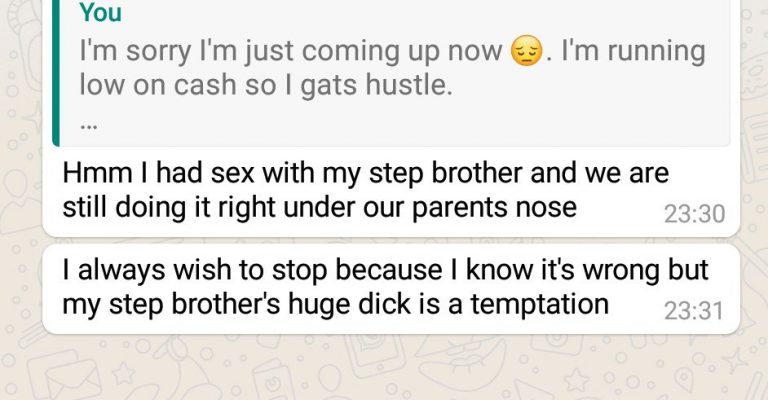 You
I'm sorry I'm just coming up now 😔. I'm running
low on cash so I gats hustle.
...
Hmm I had sex with my step brother and we are
still doing it right under our parents nose
23:30
I always wish to stop because I know it's wrong but
my step brother's huge dick is a temptation
23:31